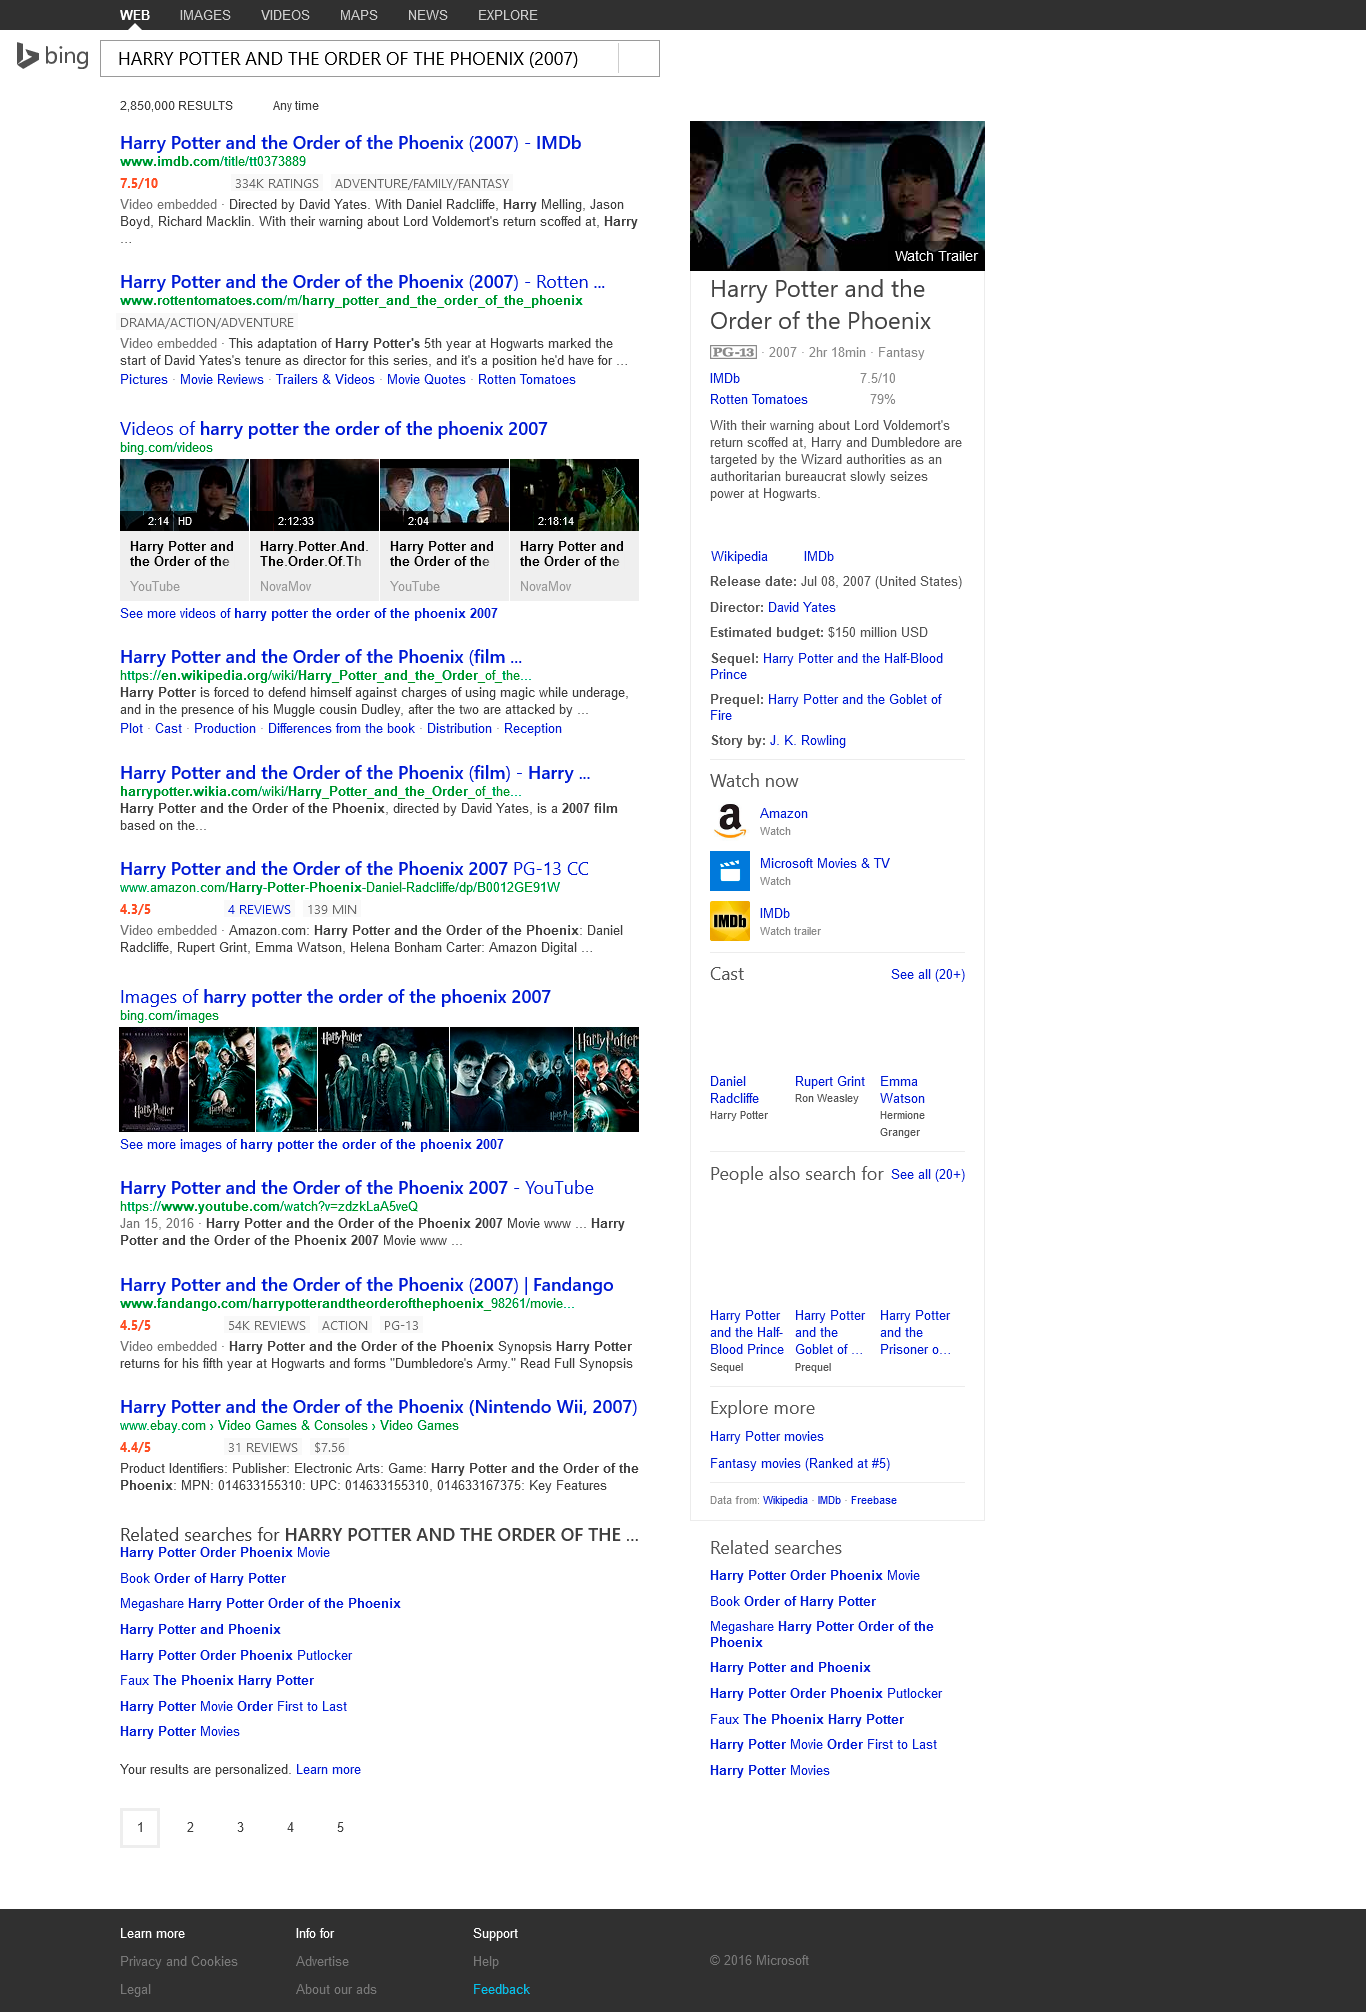 WEB IMAGES VIDEOS MAPS NEWS EXPLORE
bing HARRY POTTER AND THE ORDER OF THE PHOENIX (2007)
2,850,000 RESULTS Any time
Harry Potter and the Order of the Phoenix (2007) - IMDb
www.imdb.com/title/tt0373889
7.5/10 334K RATINGS ADVENTURE/FAMILY/FANTASY
Video embedded · Directed by David Yates. With Daniel Radcliffe, Harry Melling, Jason
Boyd, Richard Macklin. With their warning about Lord Voldemort's return scoffed at, Harry
...
Harry Potter and the Order of the Phoenix (2007) - Rotten ...
www.rottentomatoes.com/m/harry_potter_and_the_order_of_the_phoenix
DRAMA/ACTION/ADVENTURE
Video embedded · This adaptation of Harry Potter's 5th year at Hogwarts marked the
start of David Yates's tenure as director for this series, and it's a position he'd have for ...
Pictures · Movie Reviews · Trailers & Videos · Movie Quotes · Rotten Tomatoes
Videos of harry potter the order of the phoenix 2007
bing.com/videos
2:14 HD 2:12:33 2:04 2:18:14
Harry Potter and Harry.Potter.And. Harry Potter and Harry Potter and
the Order of the The.Order.Of.Th the Order of the the Order of the
YouTube NovaMov YouTube NovaMov
See more videos of harry potter the order of the phoenix 2007
Harry Potter and the Order of the Phoenix (film ...
https://en.wikipedia.org/wiki/Harry_Potter_and_the_Order_of_the...
Harry Potter is forced to defend himself against charges of using magic while underage,
and in the presence of his Muggle cousin Dudley, after the two are attacked by ...
Plot · Cast · Production · Differences from the book · Distribution · Reception
Harry Potter and the Order of the Phoenix (film) - Harry ...
harrypotter.wikia.com/wiki/Harry_Potter_and_the_Order_of_the...
Harry Potter and the Order of the Phoenix, directed by David Yates, is a 2007 film
based on the...
Harry Potter and the Order of the Phoenix 2007 PG-13 CC
www.amazon.com/Harry-Potter-Phoenix-Daniel-Radcliffe/dp/B0012GE91W
4.3/5 4 REVIEWS 139 MIN
Video embedded · Amazon.com: Harry Potter and the Order of the Phoenix: Daniel
Radcliffe, Rupert Grint, Emma Watson, Helena Bonham Carter: Amazon Digital ...
Images of harry potter the order of the phoenix 2007
bing.com/images
THE REBELLION BEGINS
Harry Potter
Harry Potter
Harry Potter
See more images of harry potter the order of the phoenix 2007
Harry Potter and the Order of the Phoenix 2007 - YouTube
https://www.youtube.com/watch?v=zdzkLaA5veQ
Jan 15, 2016 · Harry Potter and the Order of the Phoenix 2007 Movie www ... Harry
Potter and the Order of the Phoenix 2007 Movie www ...
Harry Potter and the Order of the Phoenix (2007) | Fandango
www.fandango.com/harrypotterandtheorderofthephoenix_98261/movie...
4.5/5 54K REVIEWS ACTION PG-13
Video embedded · Harry Potter and the Order of the Phoenix Synopsis Harry Potter
returns for his fifth year at Hogwarts and forms "Dumbledore's Army." Read Full Synopsis
Harry Potter and the Order of the Phoenix (Nintendo Wii, 2007)
www.ebay.com › Video Games & Consoles › Video Games
4.4/5 31 REVIEWS $7.56
Product Identifiers: Publisher: Electronic Arts: Game: Harry Potter and the Order of the
Phoenix: MPN: 014633155310: UPC: 014633155310, 014633167375: Key Features
Related searches for HARRY POTTER AND THE ORDER OF THE ...
Harry Potter Order Phoenix Movie
Book Order of Harry Potter
Megashare Harry Potter Order of the Phoenix
Harry Potter and Phoenix
Harry Potter Order Phoenix Putlocker
Faux The Phoenix Harry Potter
Harry Potter Movie Order First to Last
Harry Potter Movies
Your results are personalized. Learn more
1 2 3 4 5
Watch Trailer
Harry Potter and the
Order of the Phoenix
PG-13 · 2007 · 2hr 18min · Fantasy
IMDb 7.5/10
Rotten Tomatoes 79%
With their warning about Lord Voldemort's
return scoffed at, Harry and Dumbledore are
targeted by the Wizard authorities as an
authoritarian bureaucrat slowly seizes
power at Hogwarts.
Wikipedia IMDb
Release date: Jul 08, 2007 (United States)
Director: David Yates
Estimated budget: $150 million USD
Sequel: Harry Potter and the Half-Blood
Prince
Prequel: Harry Potter and the Goblet of
Fire
Story by: J. K. Rowling
Watch now
a Amazon
Watch
Microsoft Movies & TV
Watch
IMDb IMDb
Watch trailer
Cast See all (20+)
Daniel Rupert Grint Emma
Radcliffe Ron Weasley Watson
Harry Potter Hermione
Granger
People also search for See all (20+)
Harry Potter Harry Potter Harry Potter
and the Half- and the and the
Blood Prince Goblet of ... Prisoner o...
Sequel Prequel
Explore more
Harry Potter movies
Fantasy movies (Ranked at #5)
Data from: Wikipedia · IMDb · Freebase
Related searches
Harry Potter Order Phoenix Movie
Book Order of Harry Potter
Megashare Harry Potter Order of the
Phoenix
Harry Potter and Phoenix
Harry Potter Order Phoenix Putlocker
Faux The Phoenix Harry Potter
Harry Potter Movie Order First to Last
Harry Potter Movies
Learn more Info for Support
Privacy and Cookies Advertise Help © 2016 Microsoft
Legal About our ads Feedback